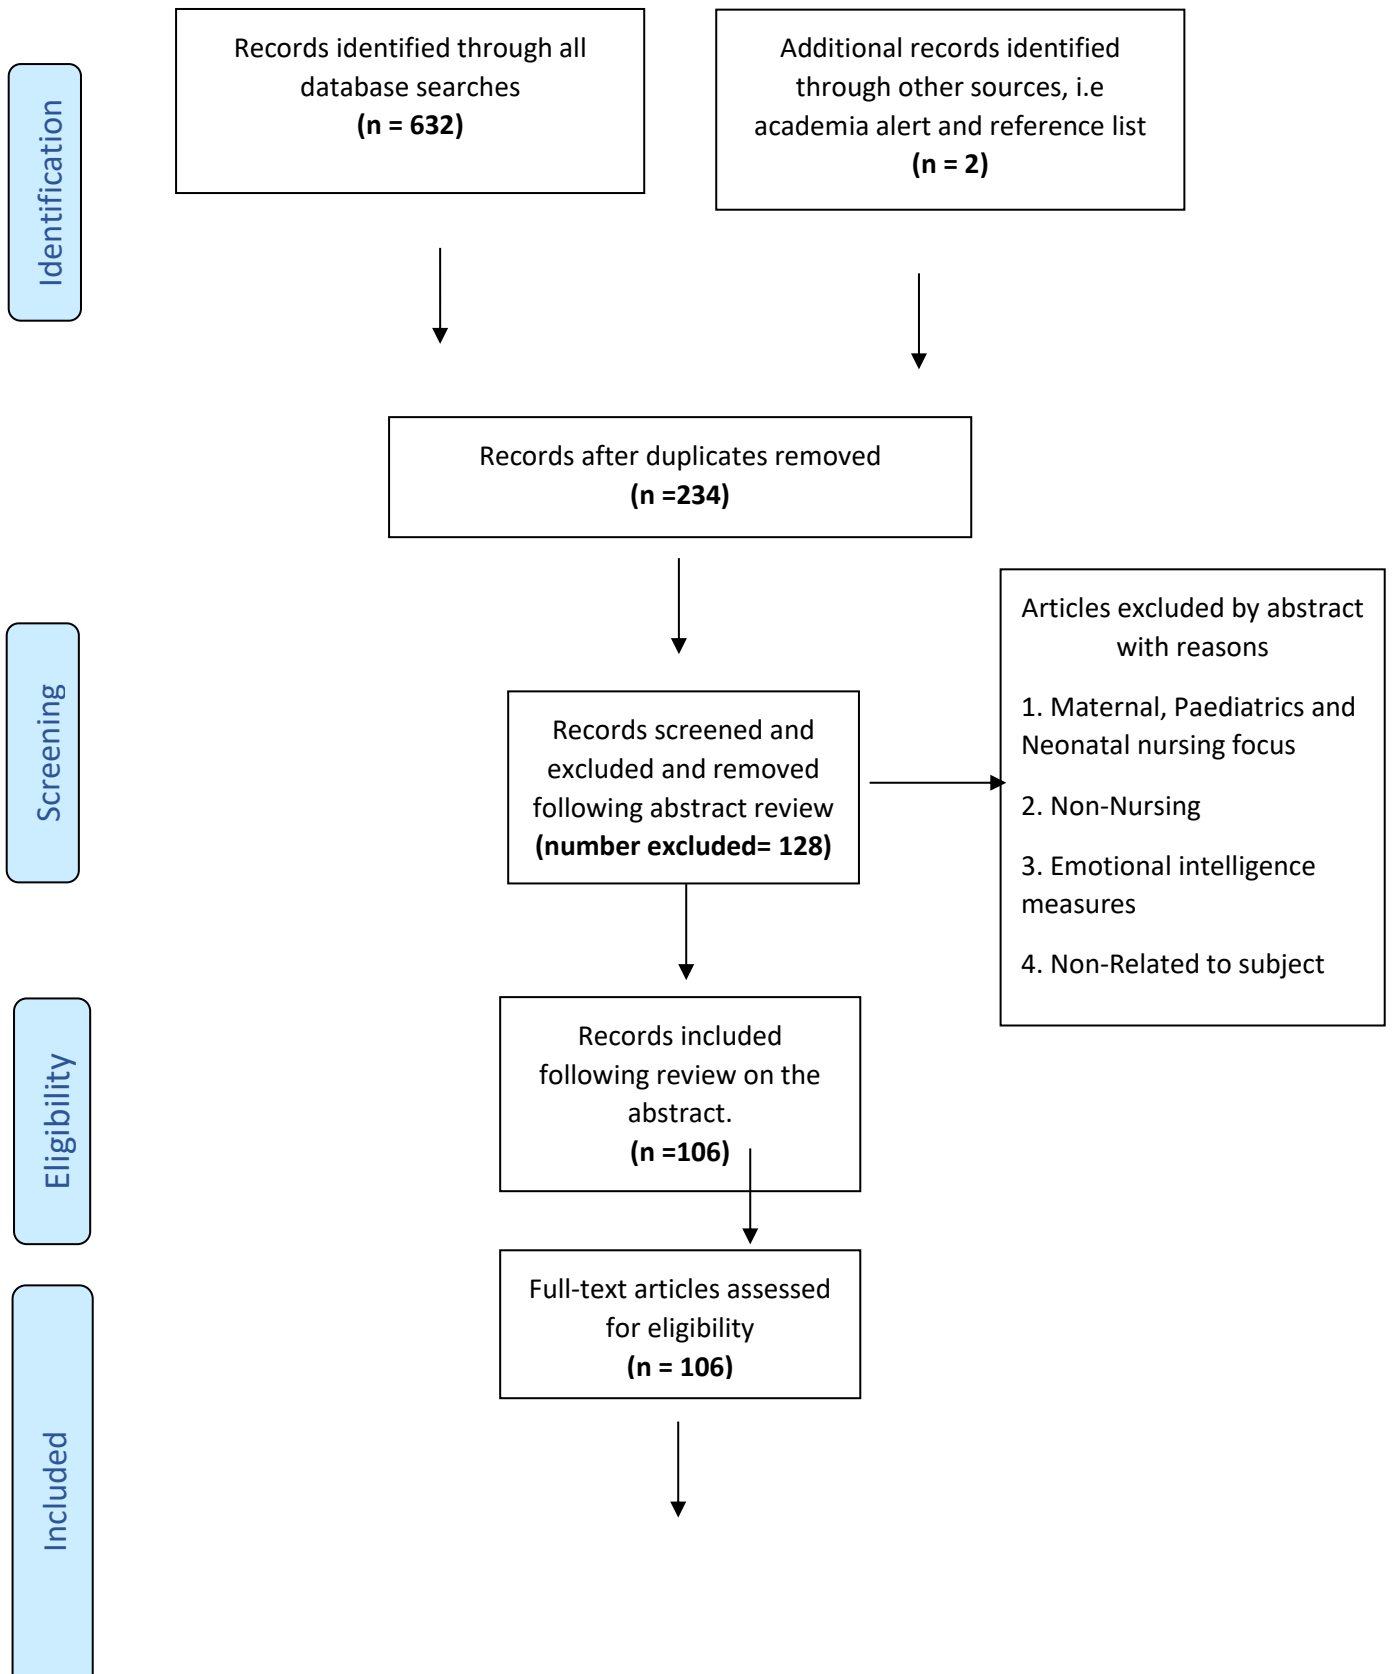 Identification
Records identified through all
database searches
(n = 632)
Additional records identified
through other sources, i.e
academia alert and reference list
(n = 2)
Records after duplicates removed
(n =234)
Screening
Records screened and
excluded and removed
following abstract review
(number excluded= 128)
Articles excluded by abstract
with reasons
1. Maternal, Paediatrics and
Neonatal nursing focus
2. Non-Nursing
3. Emotional intelligence
measures
4. Non-Related to subject
Eligibility
Records included
following review on the
abstract.
(n =106)
Included
Full-text articles assessed
for eligibility
(n = 106)